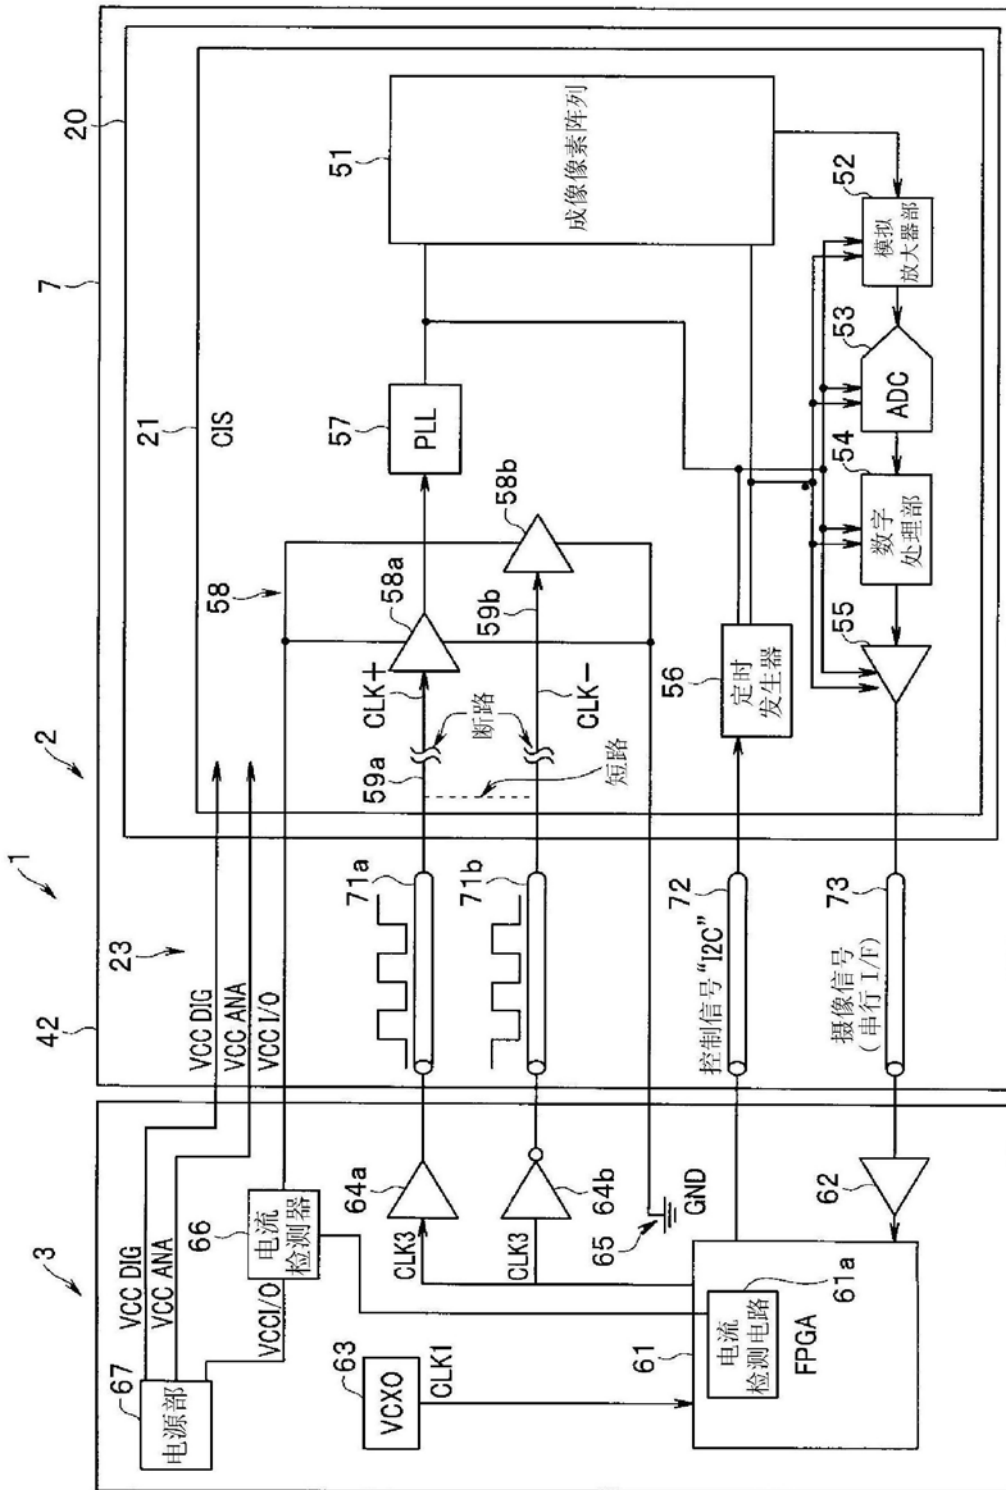 1
2
3
7
20
21
CIS
23
42
VCC DIG
VCC ANA
VCC I/O
67
电源部
VCC DIG
VCC ANA
VCCI/O
66
电流
检测器
58
58a
CLK+
57
PLL
51
成像像素阵列
63
VCXO
CLK1
64a
CLK3
71a
59a
断路
短路
58b
59b
CLK−
64b
CLK3
71b
65
GND
61
61a
电流
检测电路
FPGA
72
控制信号“I2C”
56
定时
发生器
62
73
摄像信号
(串行 I/F)
55
54
数字
处理部
53
ADC
52
模拟
放大器部